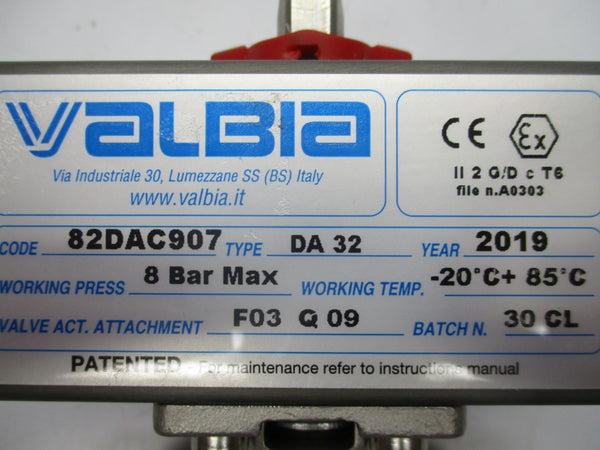 VALBIA
Via Industriale 30, Lumezzane SS (BS) Italy
www.valbia.it
CE Ex
II 2 G/D c T6
file n.A0303
CODE 82DAC907 TYPE DA 32 YEAR 2019
WORKING PRESS 8 Bar Max WORKING TEMP. -20°C+ 85°C
VALVE ACT. ATTACHMENT F03 Q 09 BATCH N. 30 CL
PATENTED - For maintenance refer to instructions manual